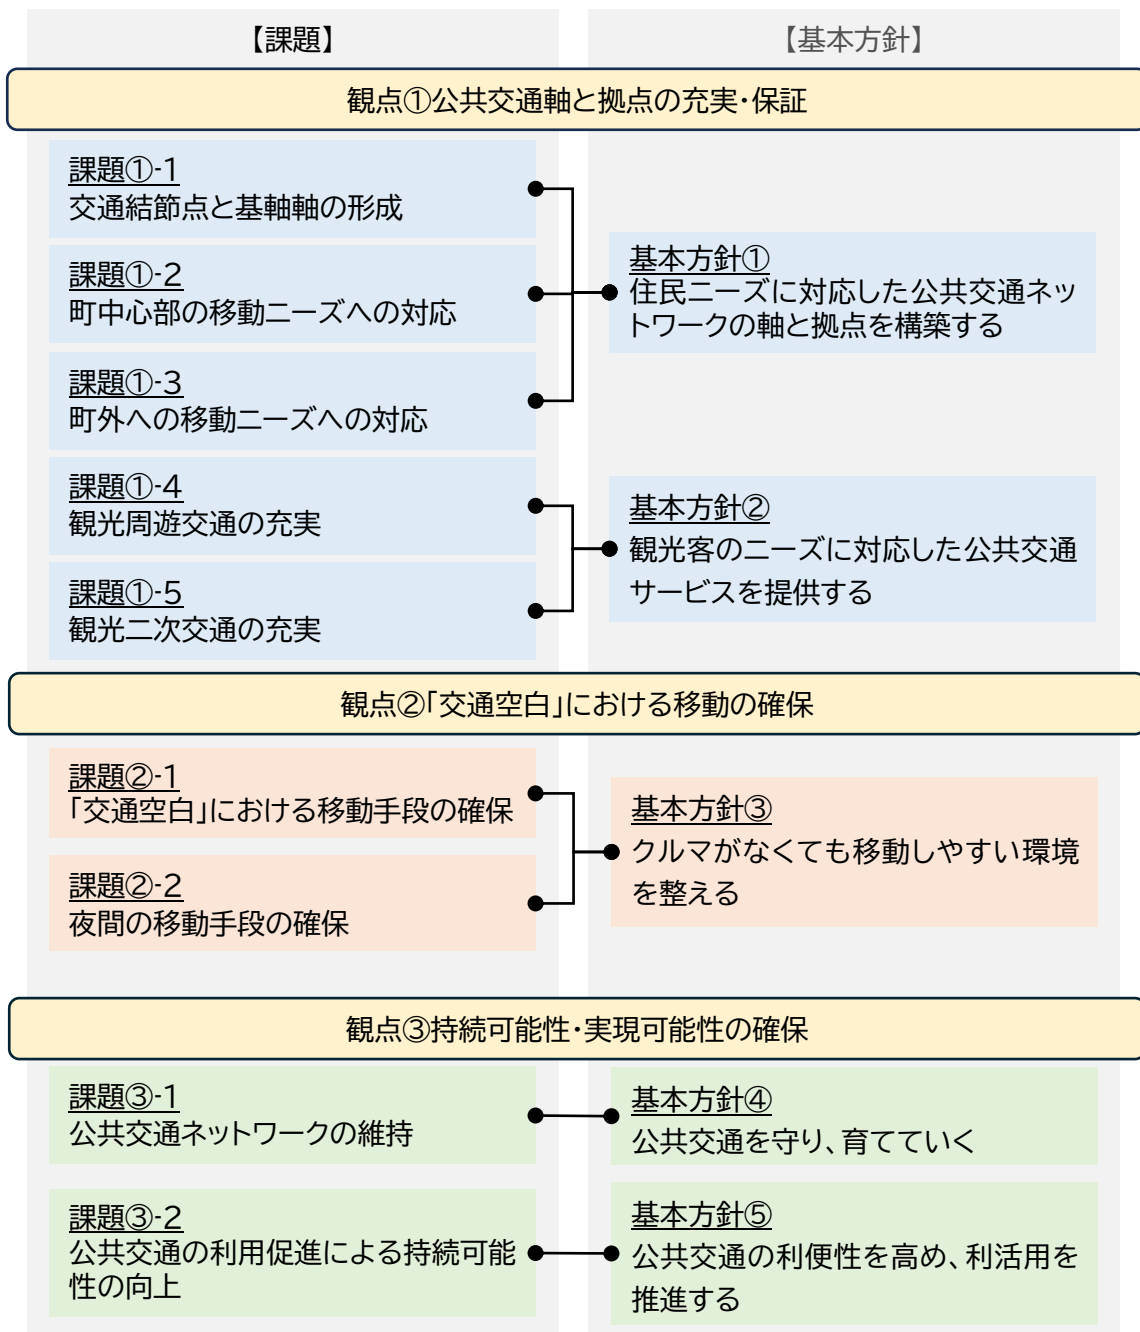 【課題】
【基本方針】
観点①公共交通軸と拠点の充実・保証
課題①-1
交通結節点と基軸軸の形成
課題①-2
町中心部の移動ニーズへの対応
課題①-3
町外への移動ニーズへの対応
基本方針①
住民ニーズに対応した公共交通ネッ
トワークの軸と拠点を構築する
課題①-4
観光周遊交通の充実
課題①-5
観光二次交通の充実
基本方針②
観光客のニーズに対応した公共交通
サービスを提供する
観点②「交通空白」における移動の確保
課題②-1
「交通空白」における移動手段の確保
課題②-2
夜間の移動手段の確保
基本方針③
クルマがなくても移動しやすい環境
を整える
観点③持続可能性・実現可能性の確保
課題③-1
公共交通ネットワークの維持
基本方針④
公共交通を守り、育てていく
課題③-2
公共交通の利用促進による持続可能
性の向上
基本方針⑤
公共交通の利便性を高め、利活用を
推進する